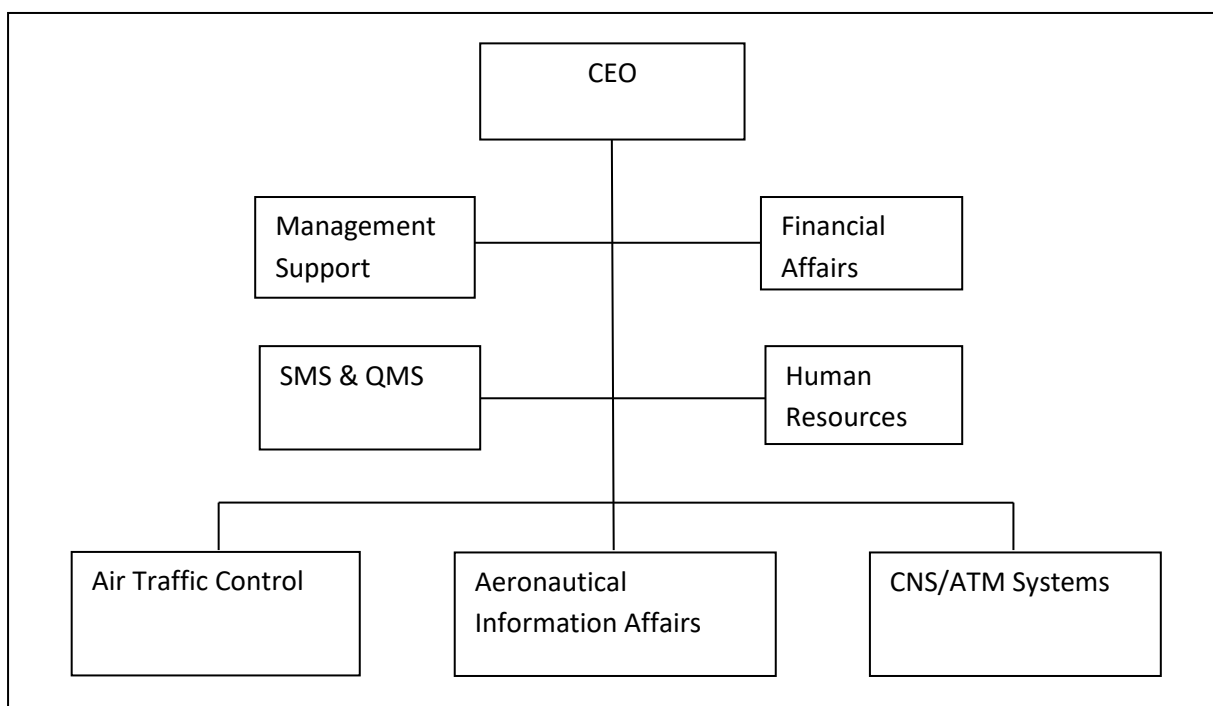 CEO
Management
Support
Financial
Affairs
SMS & QMS
Human
Resources
Air Traffic Control
Aeronautical
Information Affairs
CNS/ATM Systems